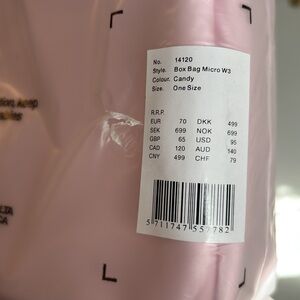 No. 14120
Style. Box Bag Micro W3
Colour. Candy
Size. One Size
R.R.P.
EUR 70 DKK 499
SEK 699 NOK 699
GBP 65 USD 95
CAD 120 AUD 140
CNY 499 CHF 79
5 711747 557782